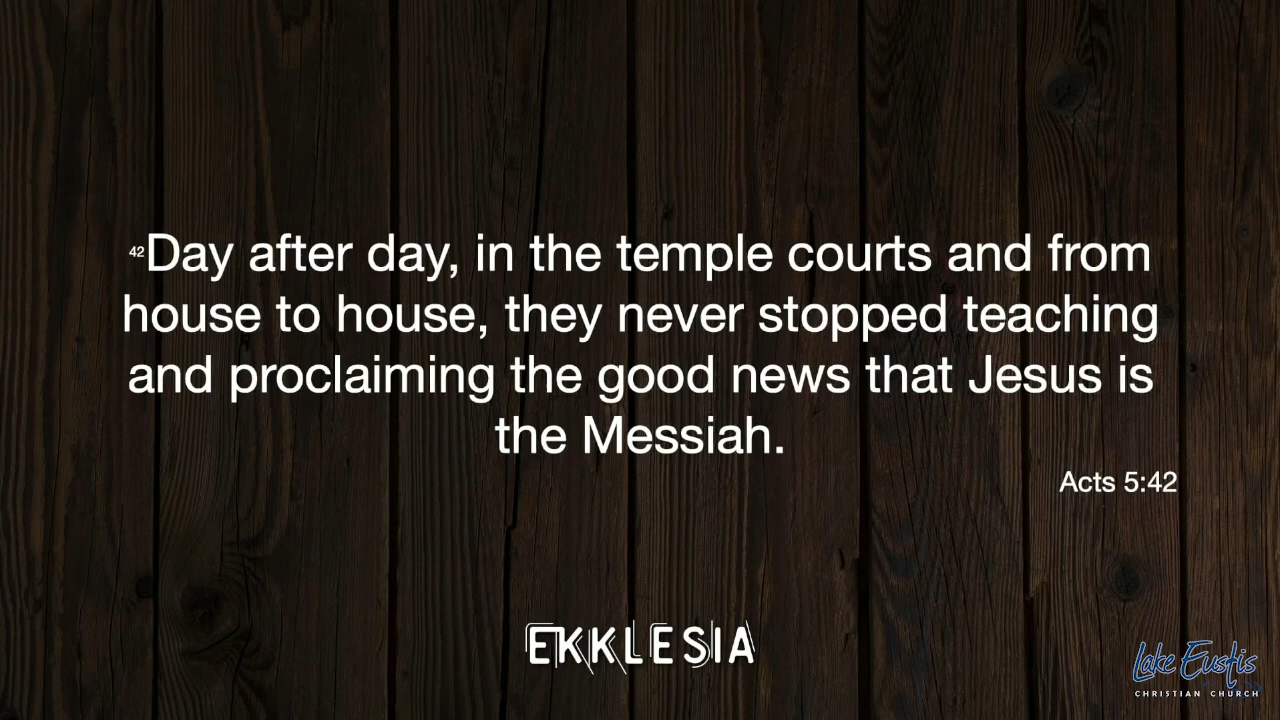 42Day after day, in the temple courts and from
house to house, they never stopped teaching
and proclaiming the good news that Jesus is
the Messiah.
Acts 5:42
EKKLESIA
Lake Eustis
CHRISTIAN CHURCH